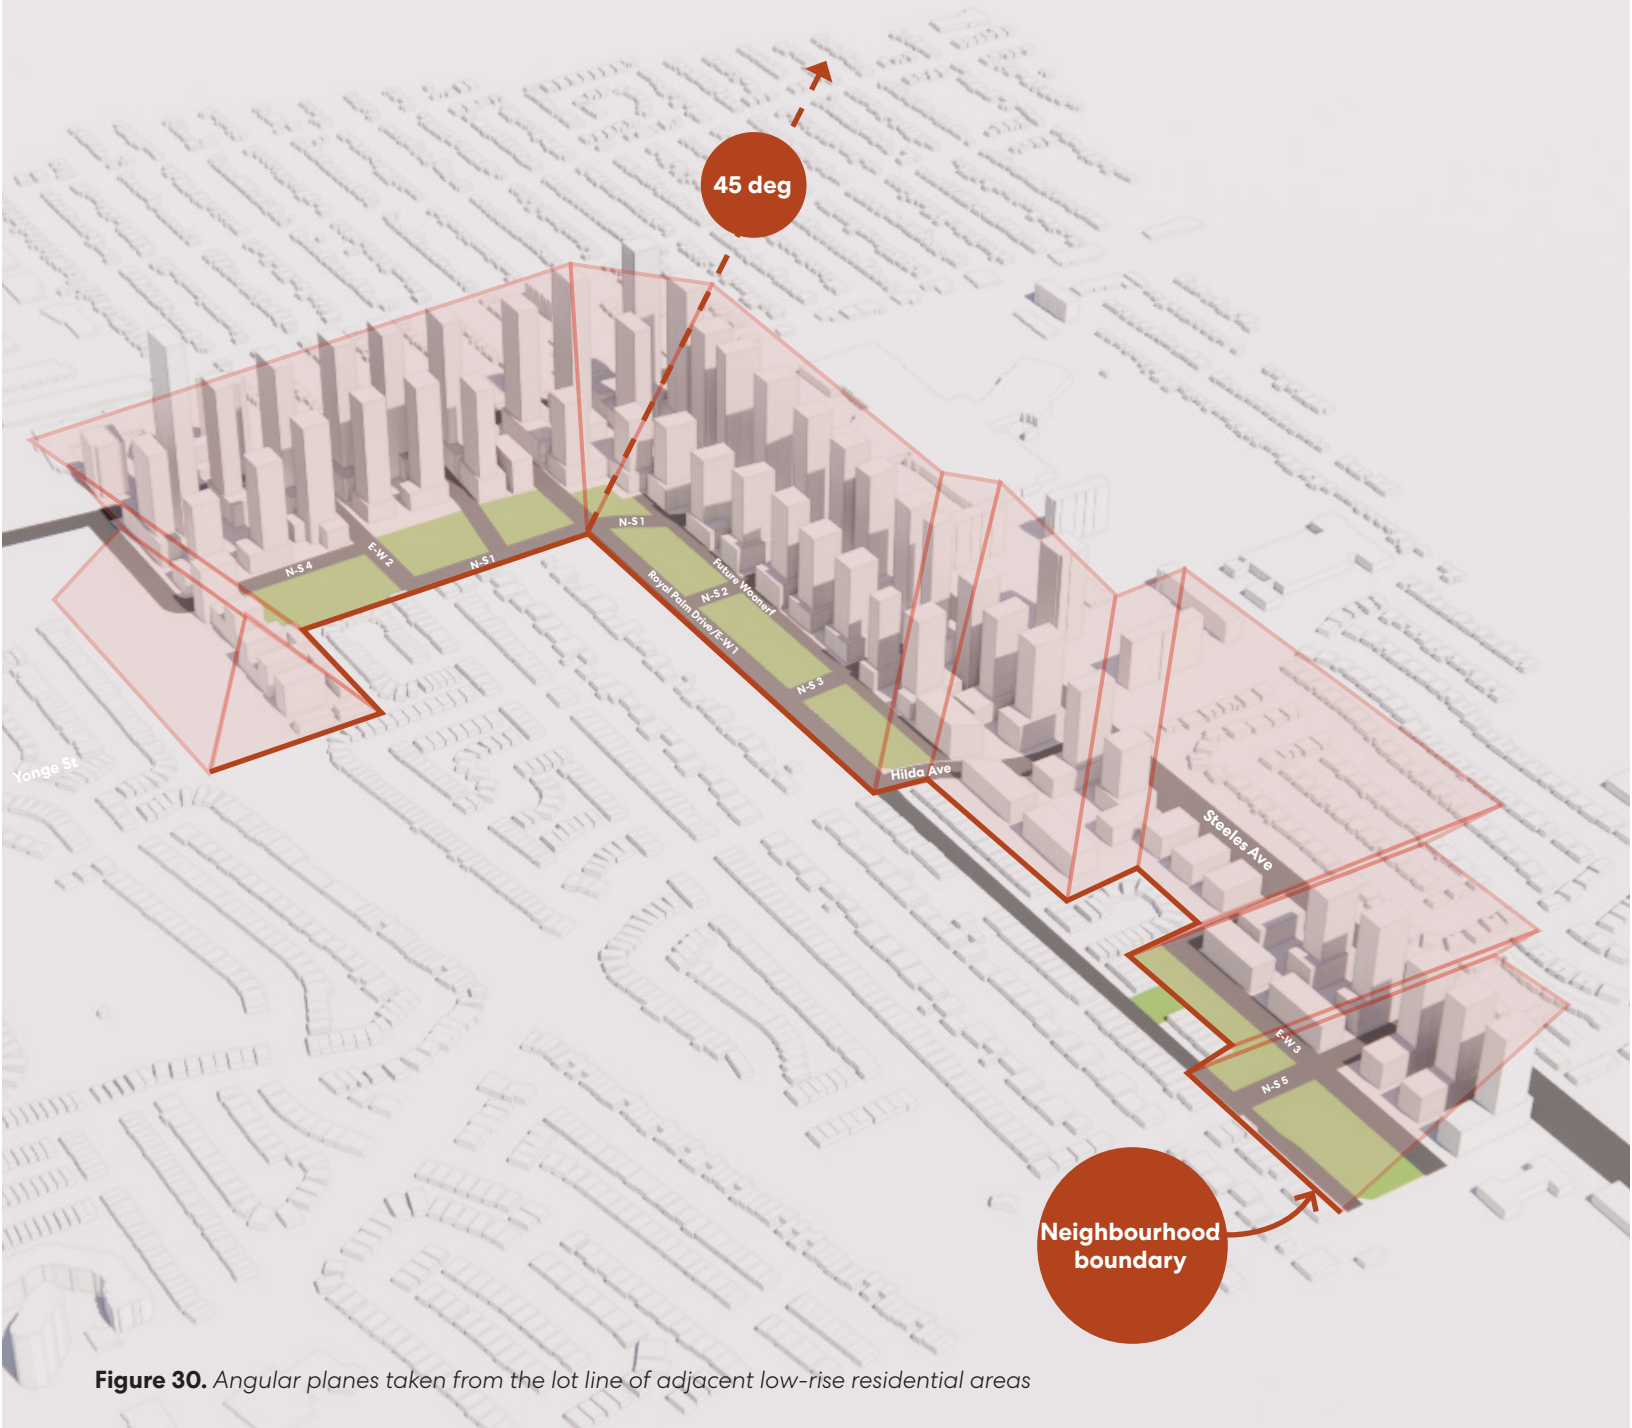 45 deg
N-S 1
N-S 4
E-W 2
N-S 1
Future Woonerf
N-S 2
Royal Palm Drive/E-W 1
N-S 3
Yonge St
Hilda Ave
Steeles Ave
E-W 3
N-S 5
Neighbourhood
boundary
Figure 30. Angular planes taken from the lot line of adjacent low-rise residential areas